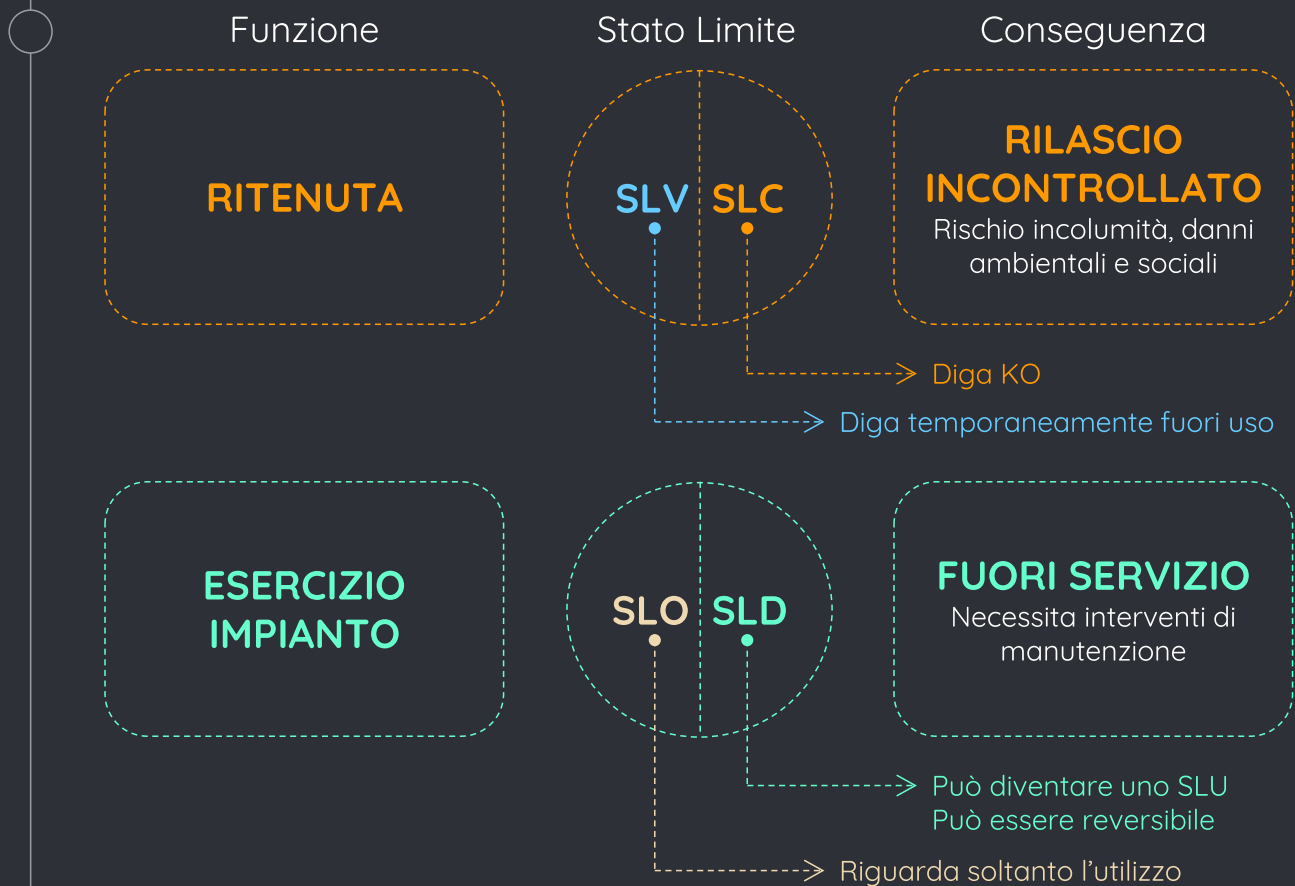 Funzione
Stato Limite
Conseguenza
RITENUTA
SLV
SLC
RILASCIO
INCONTROLLATO
Rischio incolumità, danni
ambientali e sociali
Diga KO
Diga temporaneamente fuori uso
ESERCIZIO
IMPIANTO
SLO
SLD
FUORI SERVIZIO
Necessita interventi di
manutenzione
Può diventare uno SLU
Può essere reversibile
Riguarda soltanto l’utilizzo